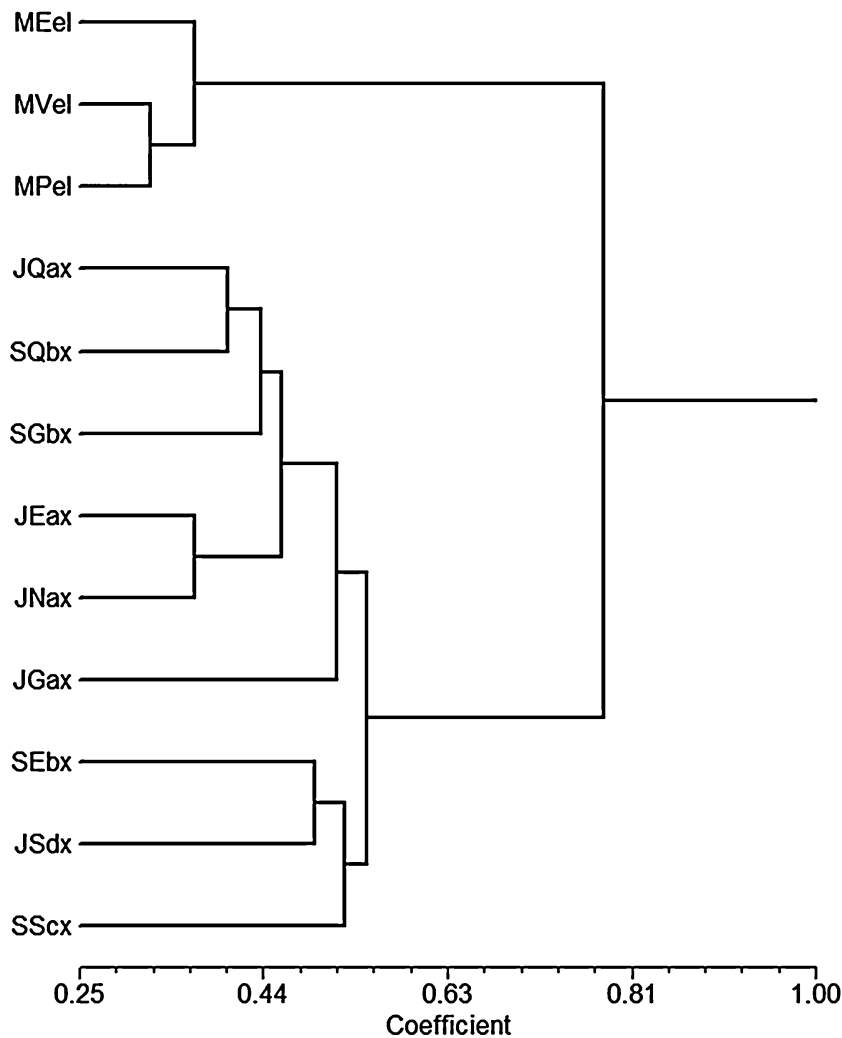 MEel
MVel
MPel
JQax
SQbx
SGbx
JEax
JNax
JGax
SEbx
JSdx
SScx
0.25 0.44 0.63 0.81 1.00
Coefficient